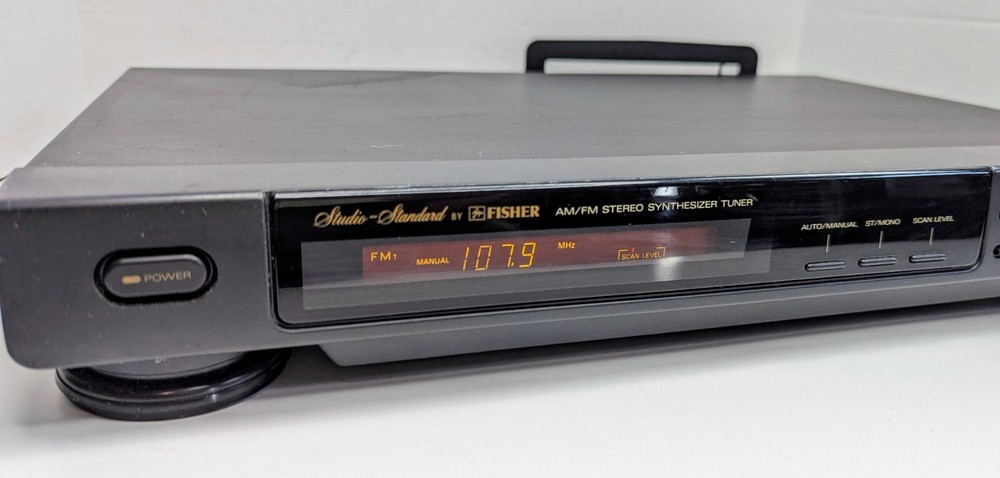 Studio-Standard BY FISHER AM/FM STEREO SYNTHESIZER TUNER
AUTO/MANUAL ST/MONO SCAN LEVEL
POWER
FM1 MANUAL 107.9 MHz SCAN LEVEL